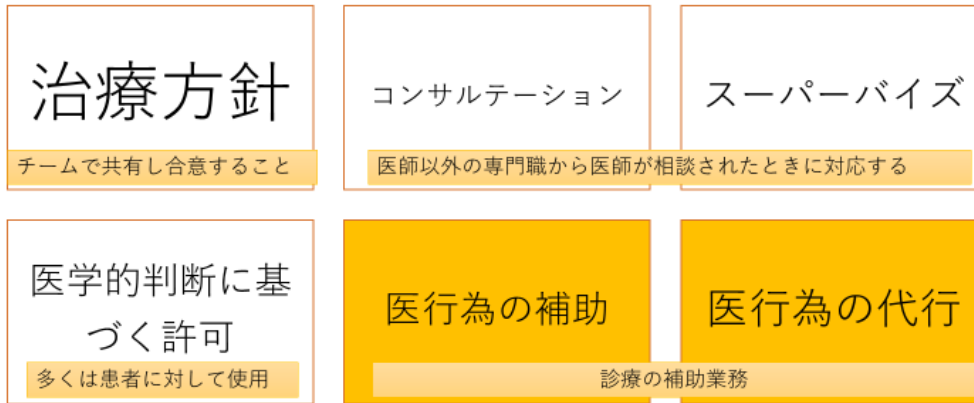 治療方針
チームで共有し合意すること
コンサルテーション
スーパーバイズ
医師以外の専門職から医師が相談されたときに対応する
医学的判断に基
づく許可
多くは患者に対して使用
医行為の補助
医行為の代行
診療の補助業務